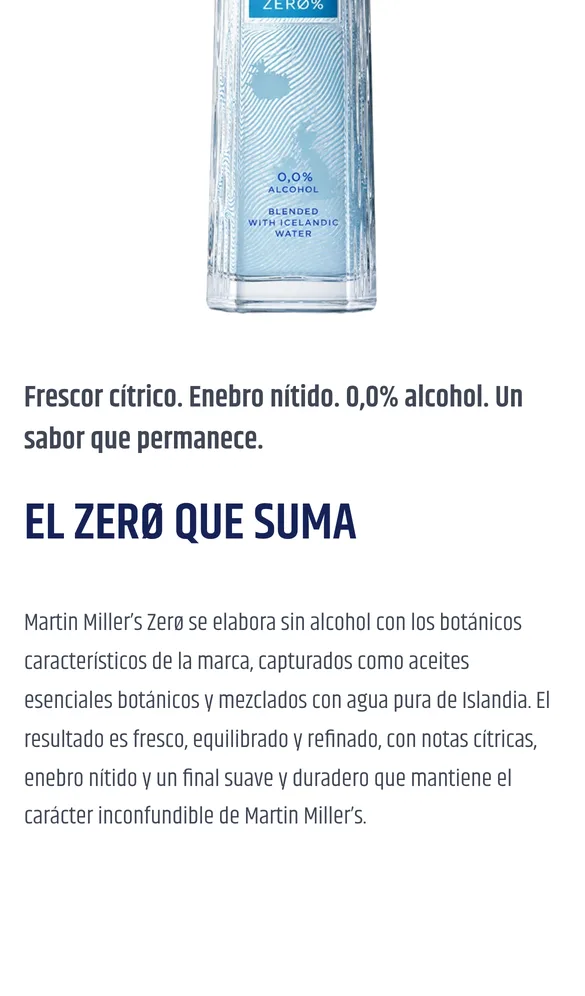 ZERØ%
0,0%
ALCOHOL
BLENDED
WITH ICELANDIC
WATER
Frescor cítrico. Enebro nítido. 0,0% alcohol. Un
sabor que permanece.
EL ZERØ QUE SUMA
Martin Miller’s Zerø se elabora sin alcohol con los botánicos
característicos de la marca, capturados como aceites
esenciales botánicos y mezclados con agua pura de Islandia. El
resultado es fresco, equilibrado y refinado, con notas cítricas,
enebro nítido y un final suave y duradero que mantiene el
carácter inconfundible de Martin Miller’s.